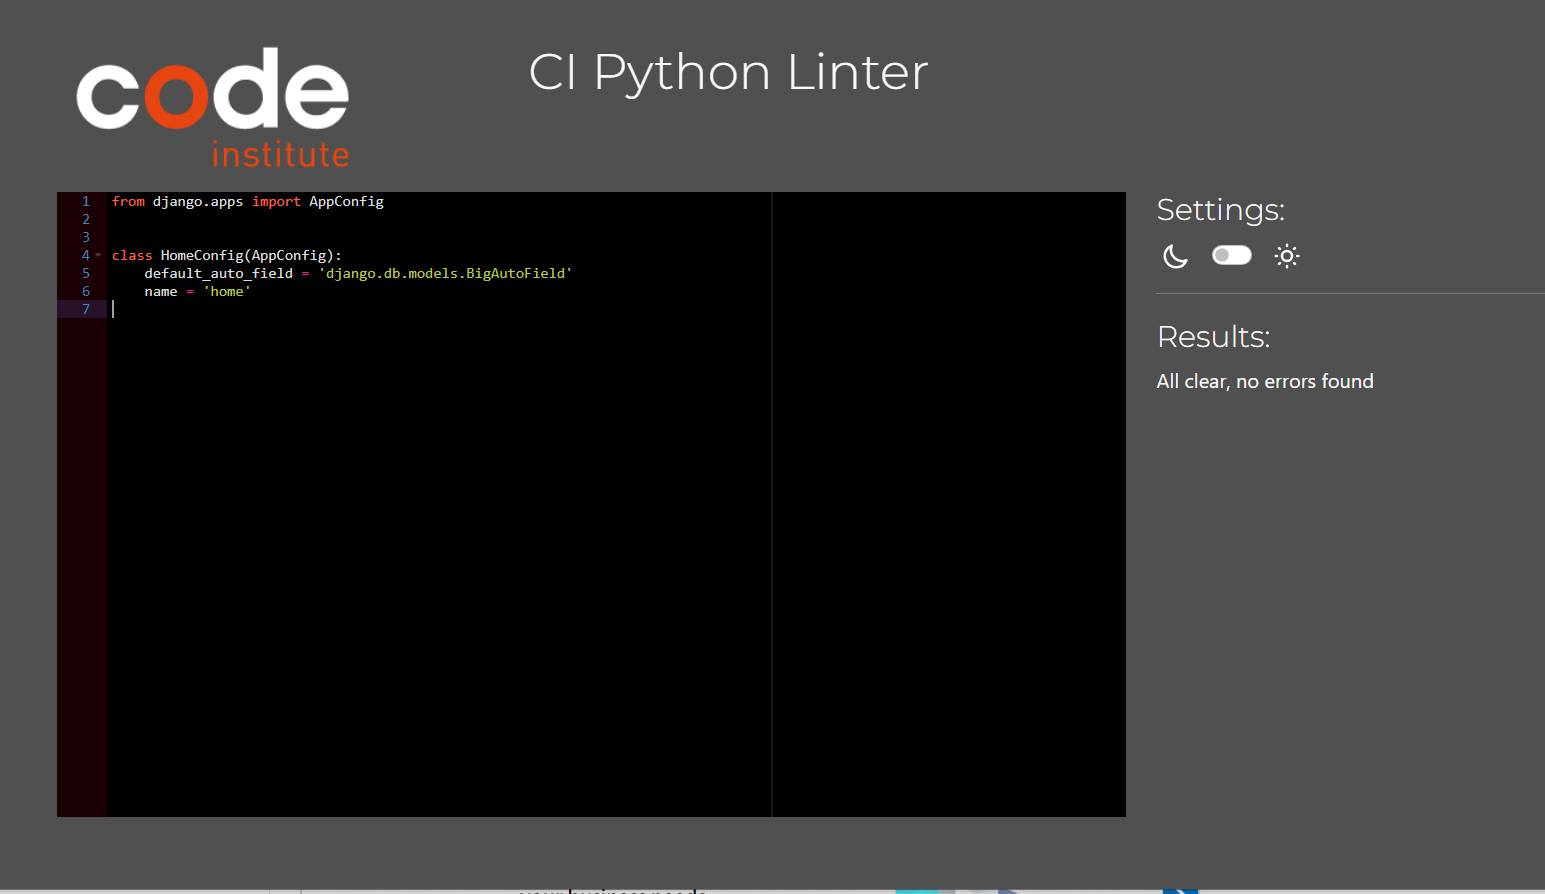 code
institute
CI Python Linter
1 from django.apps import AppConfig
2
3
4 class HomeConfig(AppConfig):
5     default_auto_field = 'django.db.models.BigAutoField'
6     name = 'home'
7
Settings:
Results:
All clear, no errors found